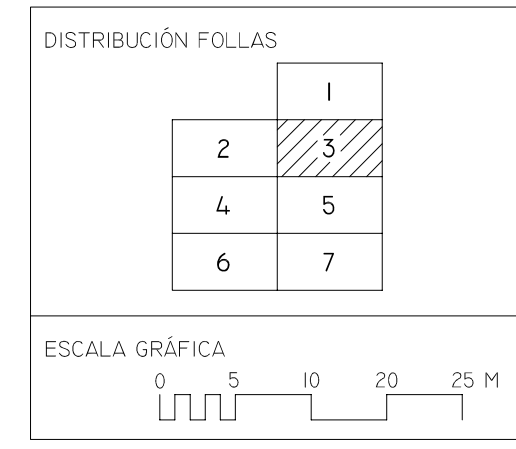 DISTRIBUCIÓN FOLLAS
1
2 3
4 5
6 7
ESCALA GRÁFICA
0 5 10 20 25 M